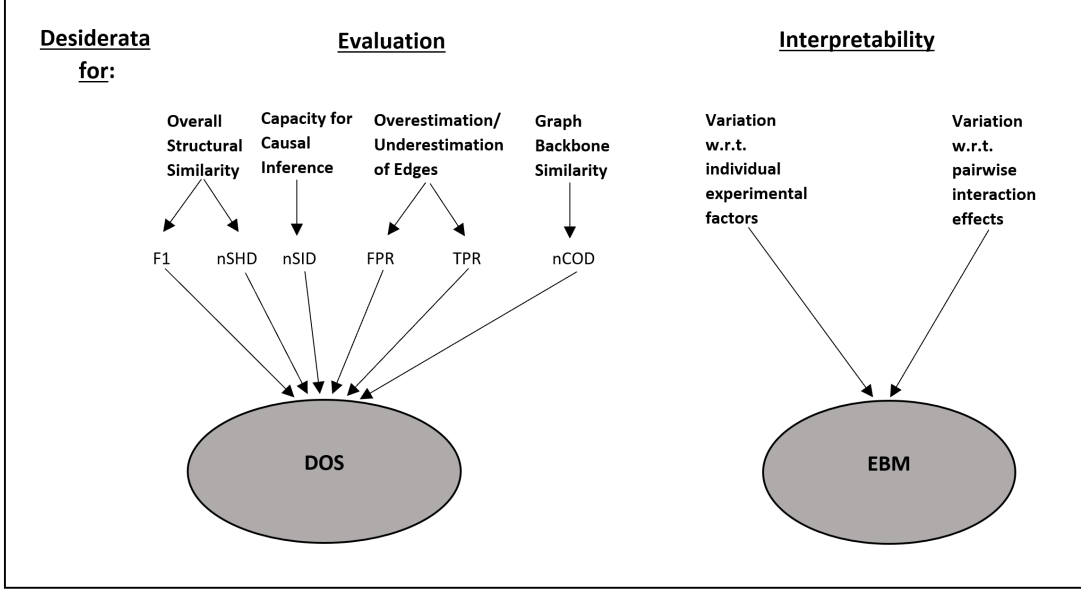 Desiderata
for:
Evaluation
Interpretability
Overall
Structural
Similarity
Capacity for
Causal
Inference
Overestimation/
Underestimation
of Edges
Graph
Backbone
Similarity
Variation
w.r.t.
individual
experimental
factors
Variation
w.r.t.
pairwise
interaction
effects
F1
nSHD
nSID
FPR
TPR
nCOD
DOS
EBM